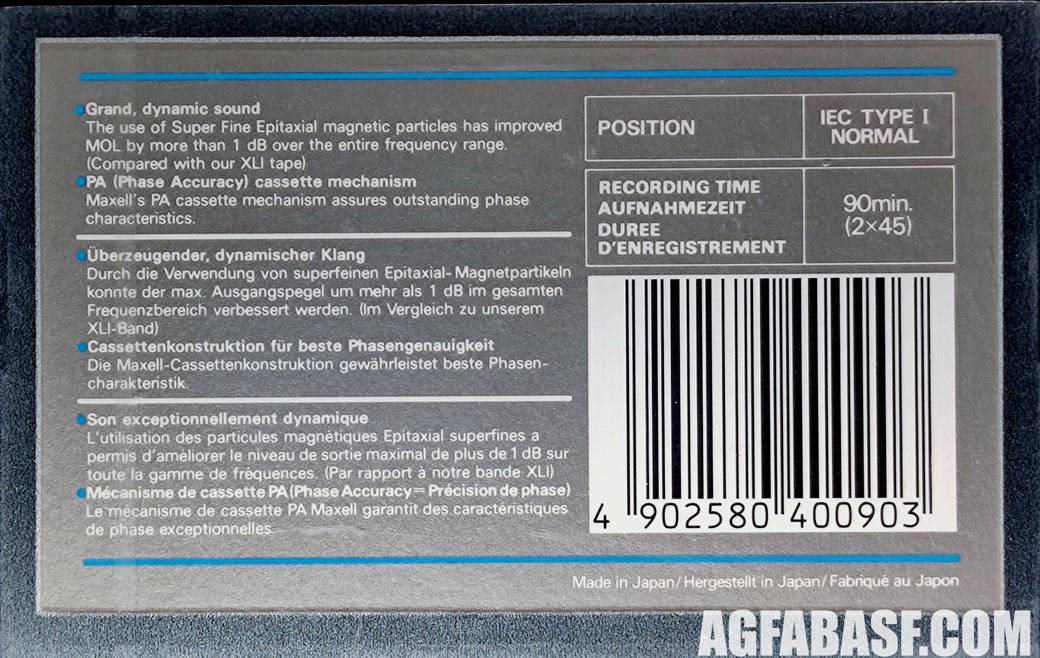 Grand, dynamic sound
The use of Super Fine Epitaxial magnetic particles has improved
MOL by more than 1 dB over the entire frequency range.
(Compared with our XLI tape)
PA (Phase Accuracy) cassette mechanism
Maxell's PA cassette mechanism assures outstanding phase
characteristics.
Überzeugender, dynamischer Klang
Durch die Verwendung von superfeinen Epitaxial-Magnetpartikeln
konnte der max. Ausgangspegel um mehr als 1 dB im gesamten
Frequenzbereich verbessert werden. (Im Vergleich zu unserem
XLI-Band)
Cassettenkonstruktion für beste Phasengenauigkeit
Die Maxell-Cassettenkonstruktion gewährleistet beste Phasen-
charakteristik.
Son exceptionnellement dynamique
L'utilisation des particules magnétiques Epitaxial superfines a
permis d'améliorer le niveau de sortie maximal de plus de 1 dB sur
toute la gamme de fréquences. (Par rapport à notre bande XLI)
Mécanisme de cassette PA (Phase Accuracy=Précision de phase)
Le mécanisme de cassette PA Maxell garantit des caractéristiques
de phase exceptionnelles.
POSITION
IEC TYPE I
NORMAL
RECORDING TIME
AUFNAHMEZEIT
DUREE
D'ENREGISTREMENT
90min.
(2×45)
4 902580 400903
Made in Japan/Hergestellt in Japan/Fabriqué au Japon
AGFABASF.COM